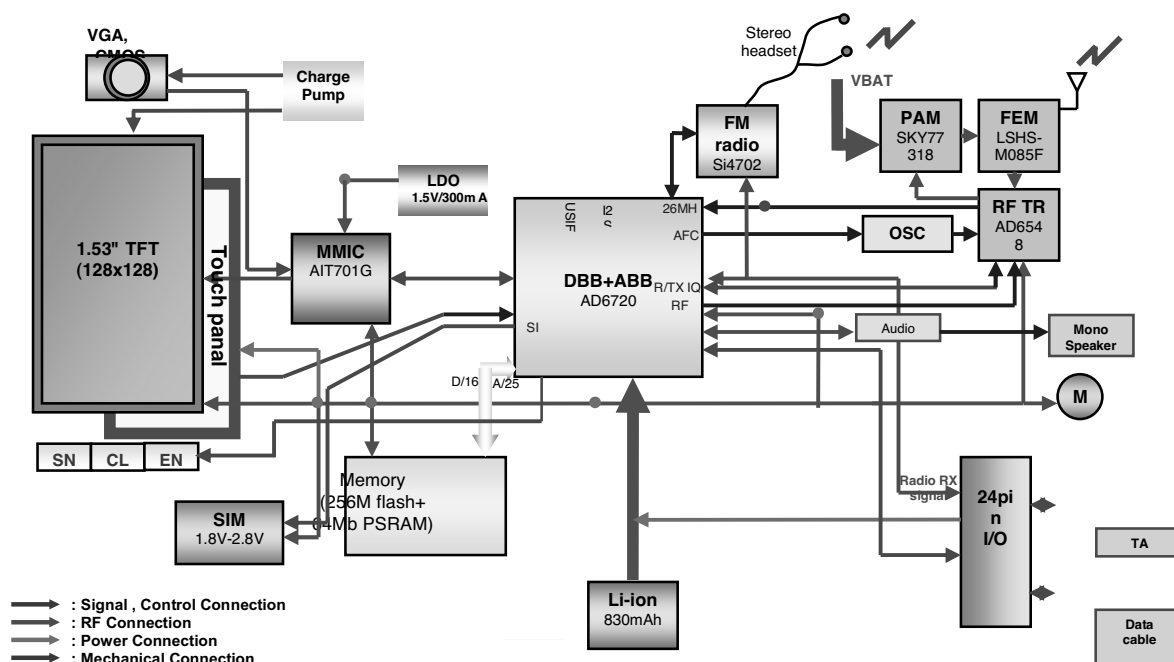 VGA,
CMOS
Charge
Pump
Stereo
headset
VBAT
FM
radio
Si4702
PAM
SKY77
318
FEM
LSHS-
M085F
LDO
1.5V/300m A
1.53" TFT
(128x128)
Touch panal
MMIC
AIT701G
USIF
I2
26MH
AFC
DBB+ABB
AD6720
R/TX IQ
RF
SI
OSC
RF TR
AD654
8
Audio
Mono
Speaker
D/16
A/25
M
SN
CL
EN
Memory
(256M flash+
64Mb PSRAM)
SIM
1.8V-2.8V
Radio RX
signal
24pi
n
I/O
TA
Li-ion
830mAh
Data
cable
: Signal , Control Connection
: RF Connection
: Power Connection
: Mechanical Connection